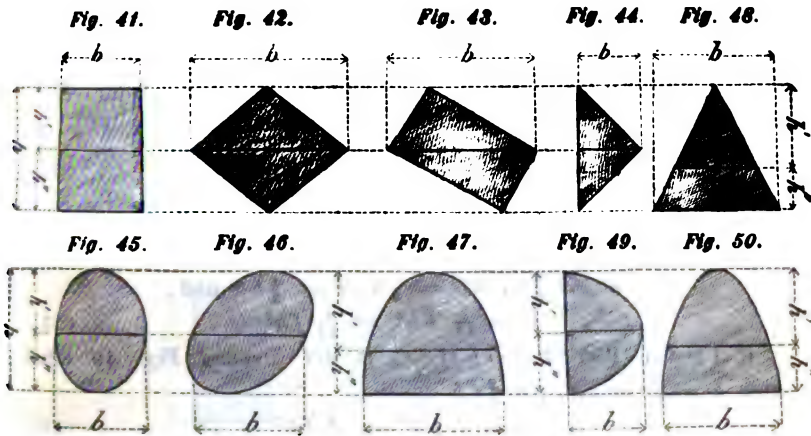 Fig. 41. Fig. 42. Fig. 43. Fig. 44. Fig. 48.
b b b b b
h h' h" h' h"
Fig. 45. Fig. 46. Fig. 47. Fig. 49. Fig. 50.
h h' h" h' h" h' h" h' h"
b b b b b